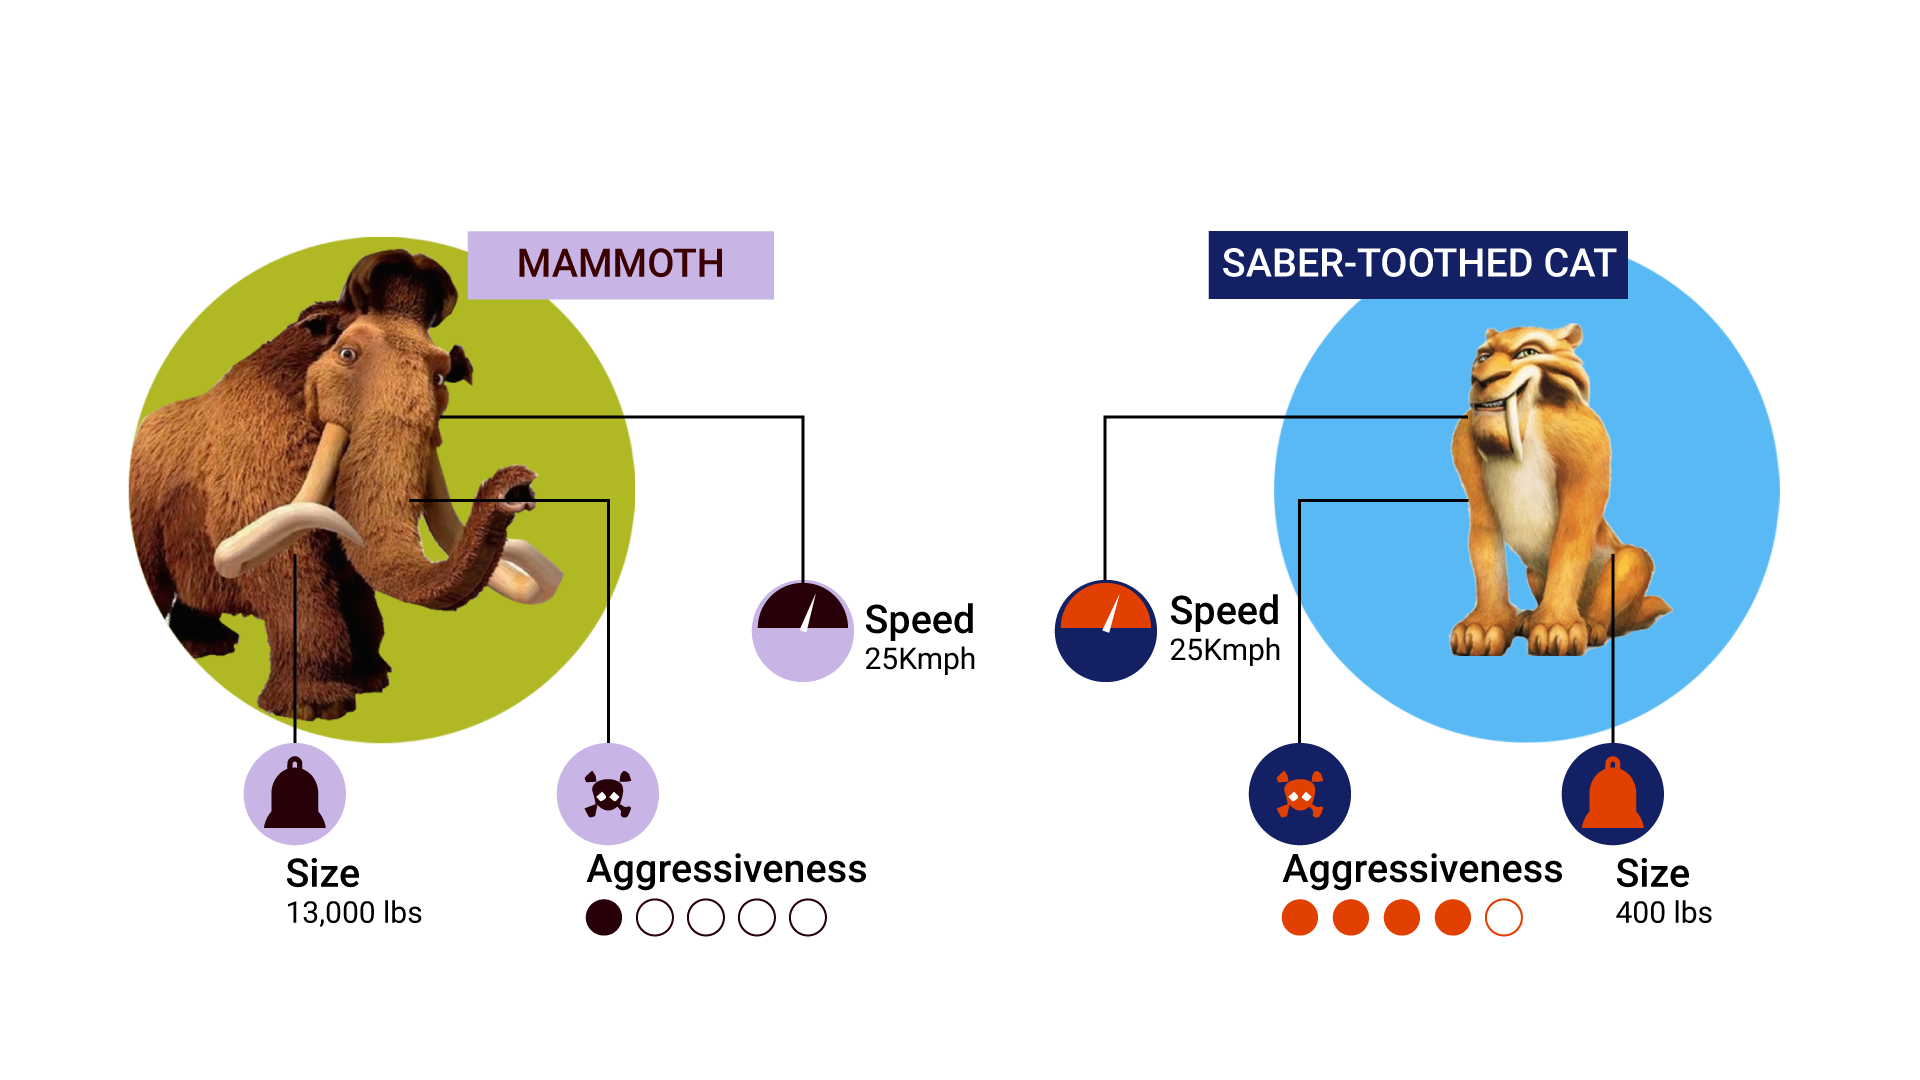 MAMMOTH
Speed
25Kmph
Size
13,000 lbs
Aggressiveness
SABER-TOOTHED CAT
Speed
25Kmph
Aggressiveness
Size
400 lbs